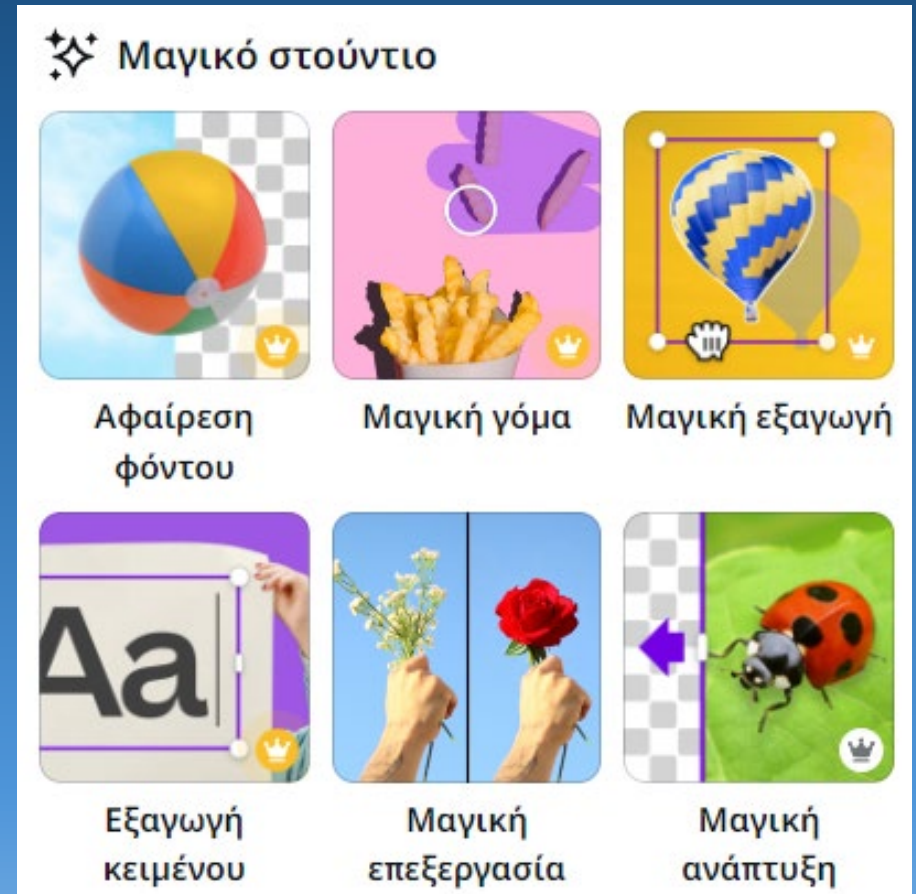 Μαγικό στούντιο
Αφαίρεση
φόντου
Μαγική γόμα
Μαγική εξαγωγή
Aa
Εξαγωγή
κειμένου
Μαγική
επεξεργασία
Μαγική
ανάπτυξη